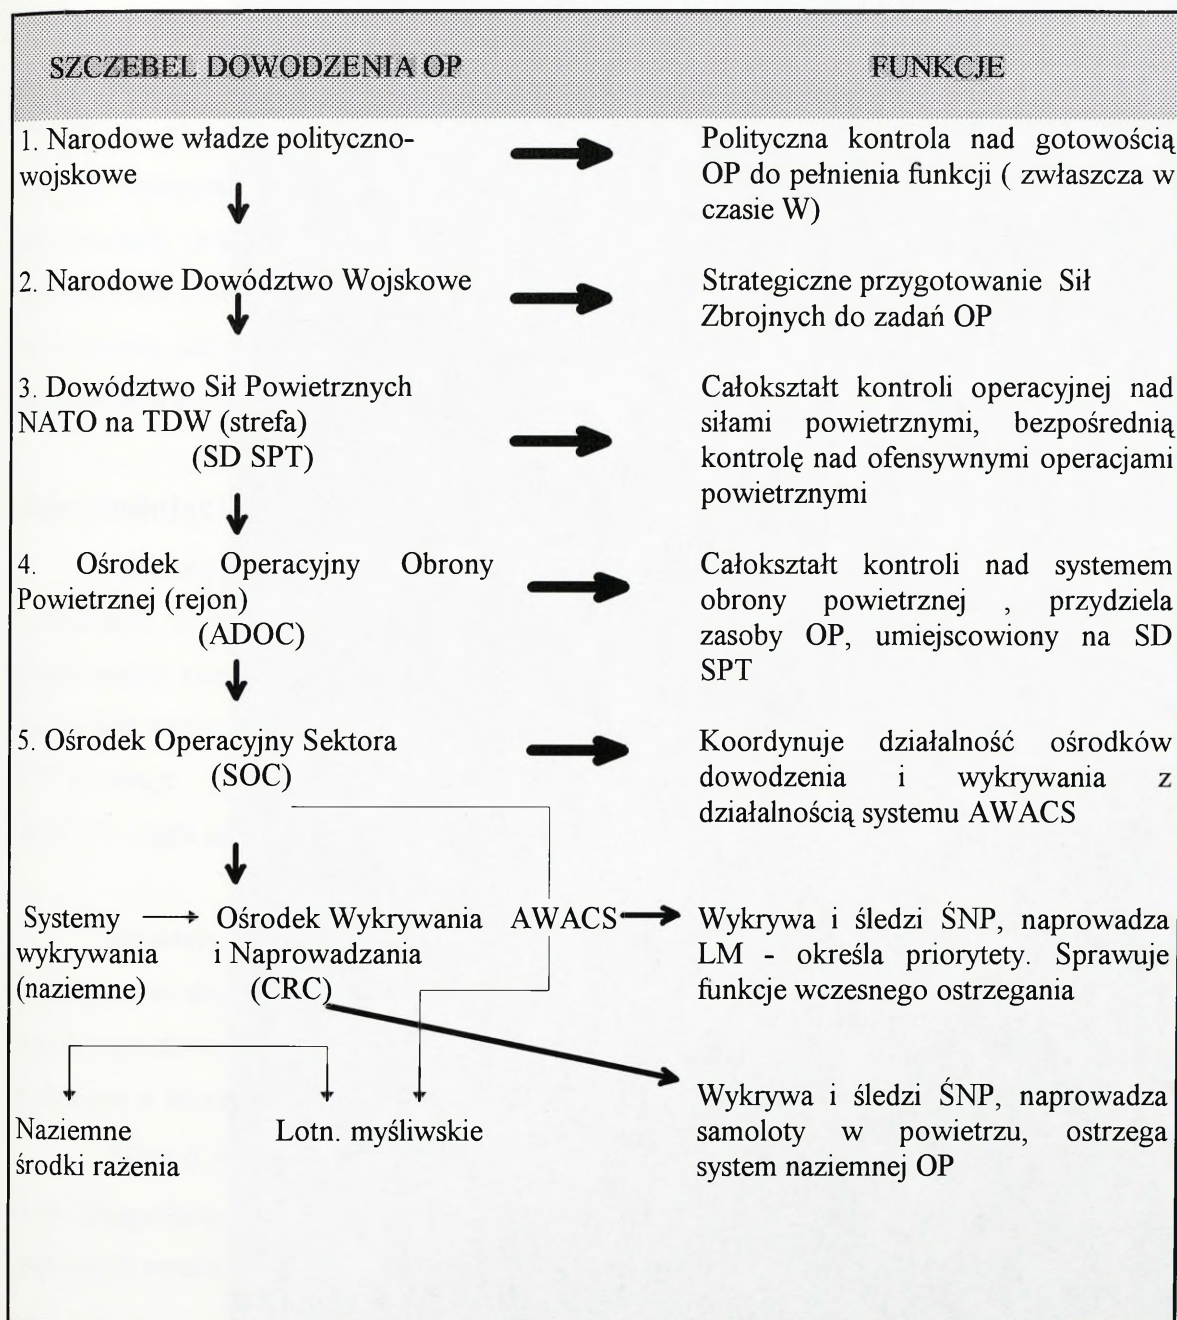 SZCZEBEL DOWODZENIA OP
FUNKCJE
1. Narodowe władze polityczno-
wojskowe
Polityczna kontrola nad gotowością
OP do pełnienia funkcji ( zwłaszcza w
czasie W)
2. Narodowe Dowództwo Wojskowe
Strategiczne przygotowanie Sił
Zbrojnych do zadań OP
3. Dowództwo Sił Powietrznych
NATO na TDW (strefa)
(SD SPT)
Całokształt kontroli operacyjnej nad
siłami powietrznymi, bezpośrednią
kontrolę nad ofensywnymi operacjami
powietrznymi
4. Ośrodek Operacyjny Obrony
Powietrznej (rejon)
(ADOC)
Całokształt kontroli nad systemem
obrony powietrznej , przydziela
zasoby OP, umiejscowiony na SD
SPT
5. Ośrodek Operacyjny Sektora
(SOC)
Koordynuje działalność ośrodków
dowodzenia i wykrywania z
działalnością systemu AWACS
Systemy
wykrywania
(naziemne)
Ośrodek Wykrywania
i Naprowadzania
(CRC)
AWACS
Wykrywa i śledzi ŚNP, naprowadza
LM - określa priorytety. Sprawuje
funkcje wczesnego ostrzegania
Naziemne
środki rażenia
Lotn. myśliwskie
Wykrywa i śledzi ŚNP, naprowadza
samoloty w powietrzu, ostrzega
system naziemnej OP